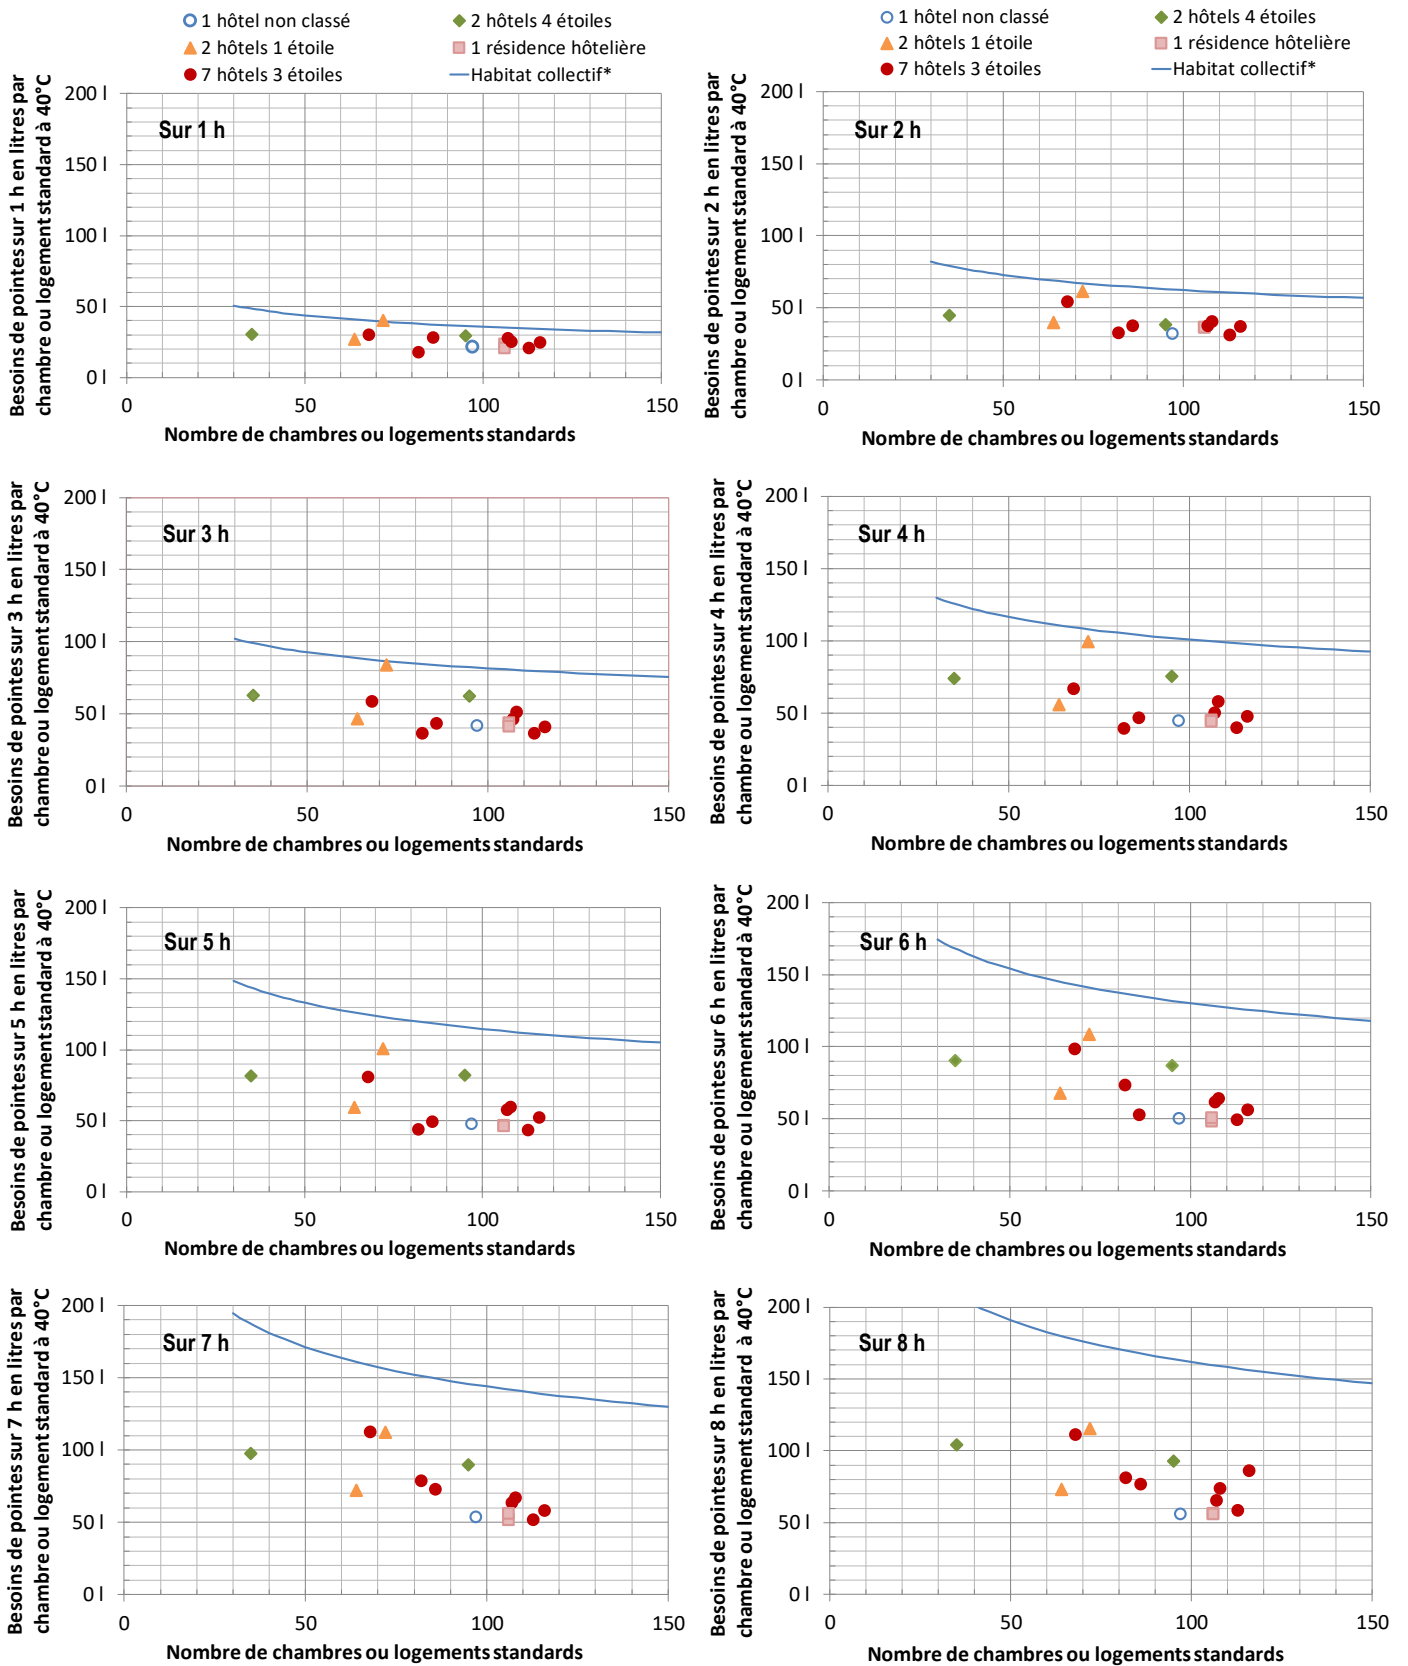 1 hôtel non classé
2 hôtels 4 étoiles
2 hôtels 1 étoile
1 résidence hôtelière
7 hôtels 3 étoiles
Habitat collectif*
Besoins de pointes sur 1 h en litres par
chambre ou logement standard à 40°C
200 l
150 l
100 l
50 l
0 l
Sur 1 h
0
50
100
150
Nombre de chambres ou logements standards
1 hôtel non classé
2 hôtels 4 étoiles
2 hôtels 1 étoile
1 résidence hôtelière
7 hôtels 3 étoiles
Habitat collectif*
Besoins de pointes sur 2 h en litres par
chambre ou logement standard à 40°C
200 l
150 l
100 l
50 l
0 l
Sur 2 h
0
50
100
150
Nombre de chambres ou logements standards
Besoins de pointes sur 3 h en litres par
chambre ou logement standard à 40°C
200 l
150 l
100 l
50 l
0 l
Sur 3 h
0
50
100
150
Nombre de chambres ou logements standards
Besoins de pointes sur 4 h en litres par
chambre ou logement standard à 40°C
200 l
150 l
100 l
50 l
0 l
Sur 4 h
0
50
100
150
Nombre de chambres ou logements standards
Besoins de pointes sur 5 h en litres par
chambre ou logement standard à 40°C
200 l
150 l
100 l
50 l
0 l
Sur 5 h
0
50
100
150
Nombre de chambres ou logements standards
Besoins de pointes sur 6 h en litres par
chambre ou logement standard à 40°C
200 l
150 l
100 l
50 l
0 l
Sur 6 h
0
50
100
150
Nombre de chambres ou logements standards
Besoins de pointes sur 7 h en litres par
chambre ou logement standard à 40°C
200 l
150 l
100 l
50 l
0 l
Sur 7 h
0
50
100
150
Nombre de chambres ou logements standards
Besoins de pointes sur 8 h en litres par
chambre ou logement standard à 40°C
200 l
150 l
100 l
50 l
0 l
Sur 8 h
0
50
100
150
Nombre de chambres ou logements standards